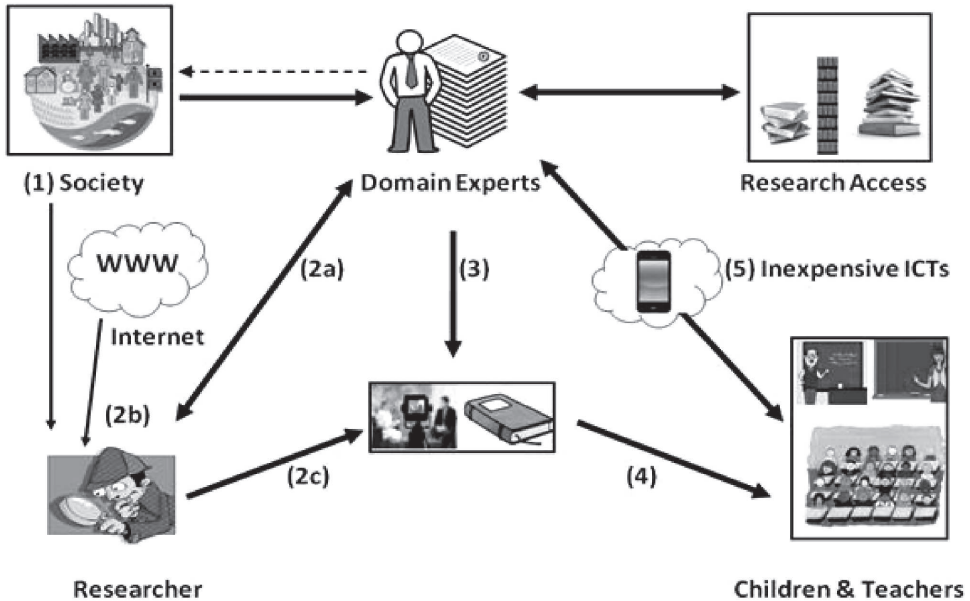 (1) Society
Domain Experts
Research Access
WWW
Internet
(2a)
(3)
(5) Inexpensive ICTs
(2b)
(2c)
(4)
Researcher
Children & Teachers